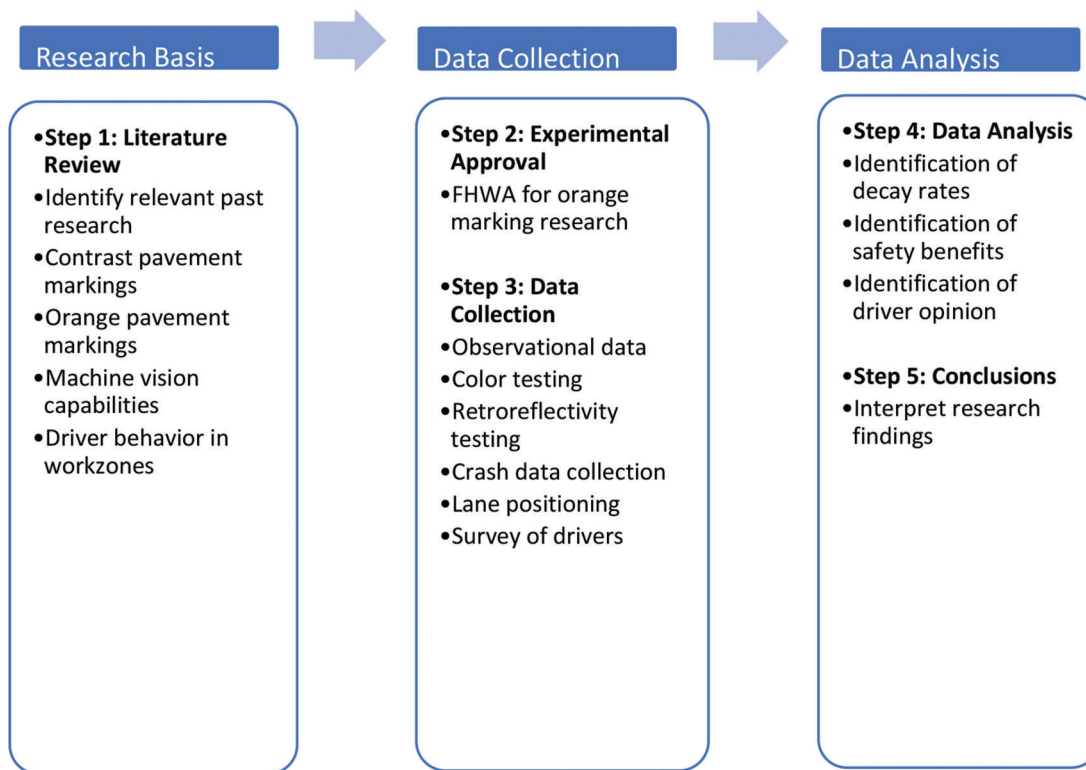 Research Basis
•Step 1: Literature
Review
•Identify relevant past
research
•Contrast pavement
markings
•Orange pavement
markings
•Machine vision
capabilities
•Driver behavior in
workzones
Data Collection
•Step 2: Experimental
Approval
•FHWA for orange
marking research
•Step 3: Data
Collection
•Observational data
•Color testing
•Retroreflectivity
testing
•Crash data collection
•Lane positioning
•Survey of drivers
Data Analysis
•Step 4: Data Analysis
•Identification of
decay rates
•Identification of
safety benefits
•Identification of
driver opinion
•Step 5: Conclusions
•Interpret research
findings